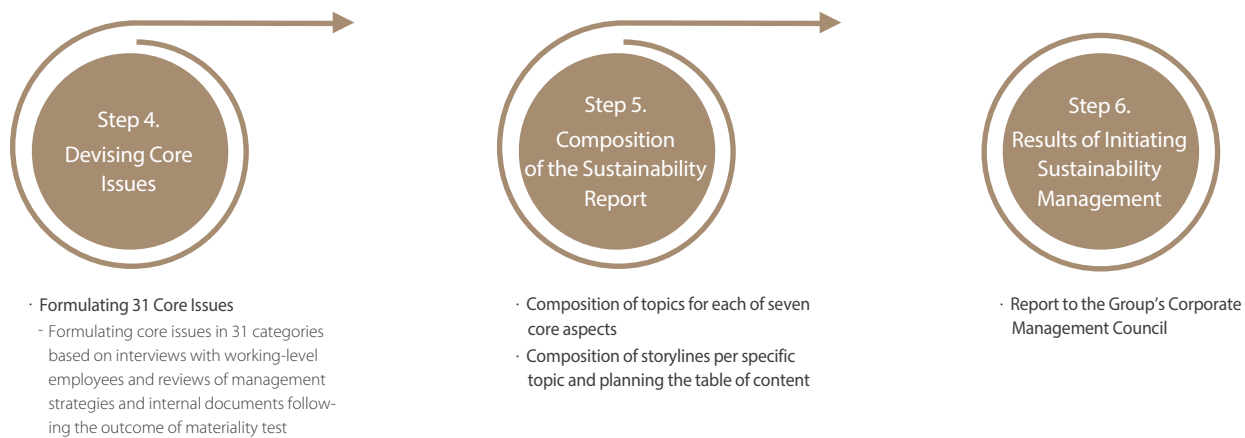 Step 4.
Devising Core
Issues
· Formulating 31 Core Issues
- Formulating core issues in 31 categories
based on interviews with working-level
employees and reviews of management
strategies and internal documents follow-
ing the outcome of materiality test
Step 5.
Composition
of the Sustainability
Report
· Composition of topics for each of seven
core aspects
· Composition of storylines per specific
topic and planning the table of content
Step 6.
Results of Initiating
Sustainability
Management
· Report to the Group's Corporate
Management Council